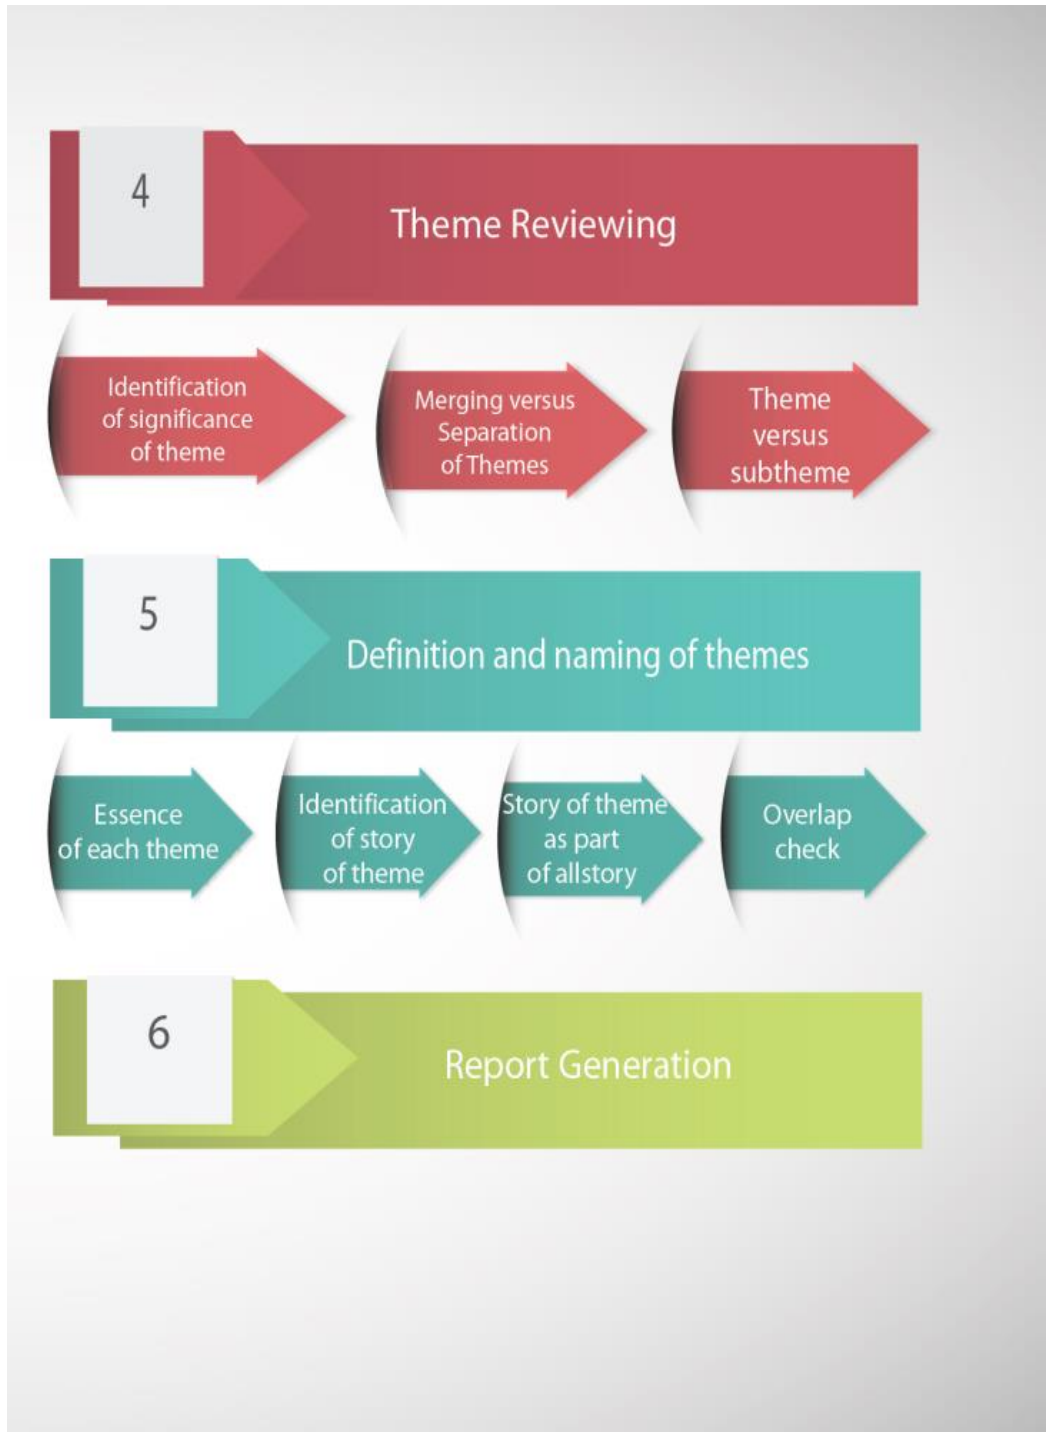 4
Theme Reviewing
Identification
of significance
of theme
Merging versus
Separation
of Themes
Theme
versus
subtheme
5
Definition and naming of themes
Essence
of each theme
Identification
of story
of theme
Story of theme
as part
of allstory
Overlap
check
6
Report Generation